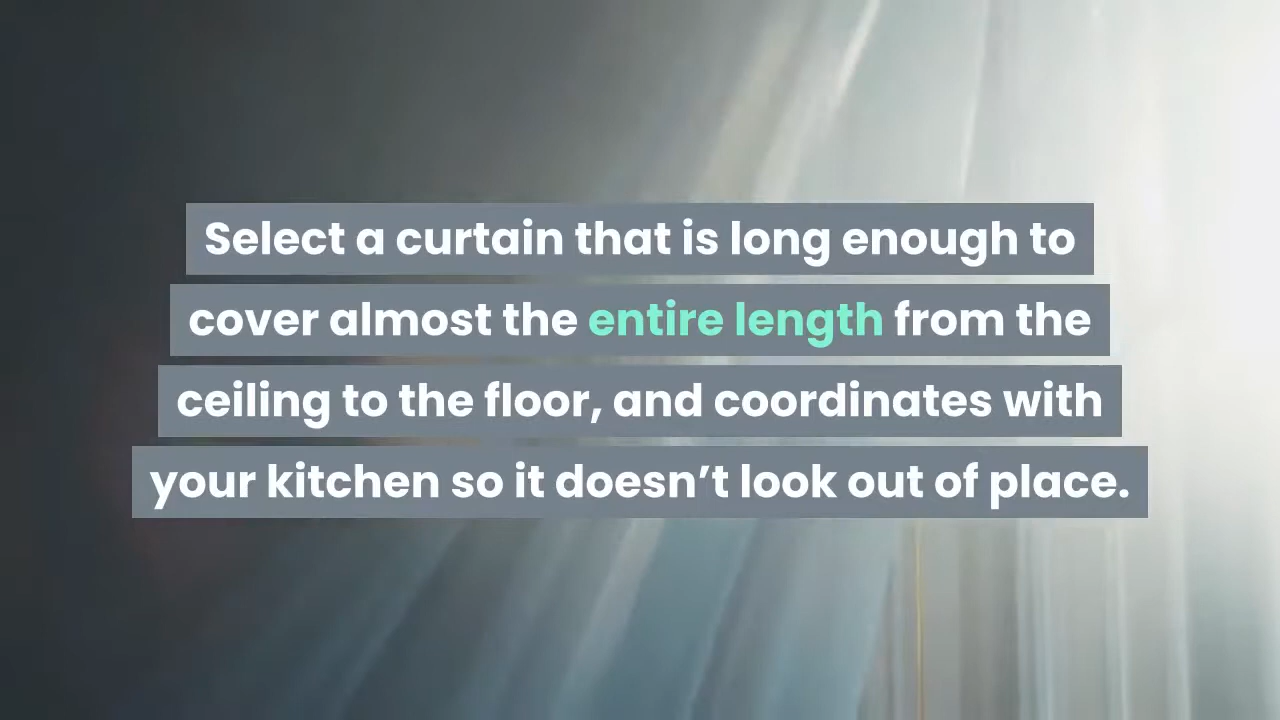 Select a curtain that is long enough to
cover almost the entire length from the
ceiling to the floor, and coordinates with
your kitchen so it doesn’t look out of place.